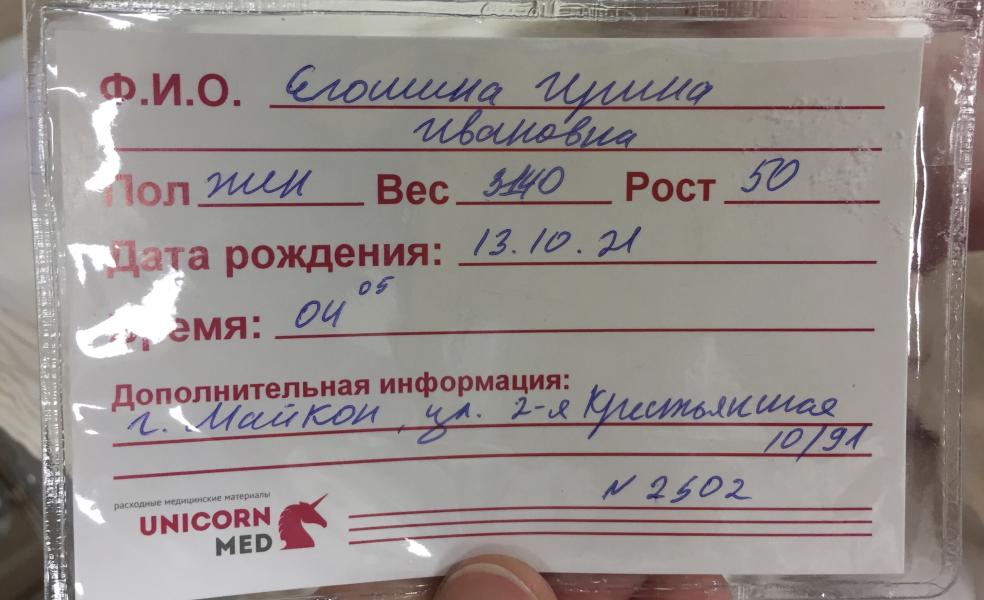 Ф.И.О. Егошина Ирина
Ивановна
Пол жен Вес 3140 Рост 50
Дата рождения: 13.10.21
Время: 04 05
Дополнительная информация:
г. Майкоп, ул. 2-я Крестьянская
10/91
N 2502
расходные медицинские материалы
UNICORN
MED